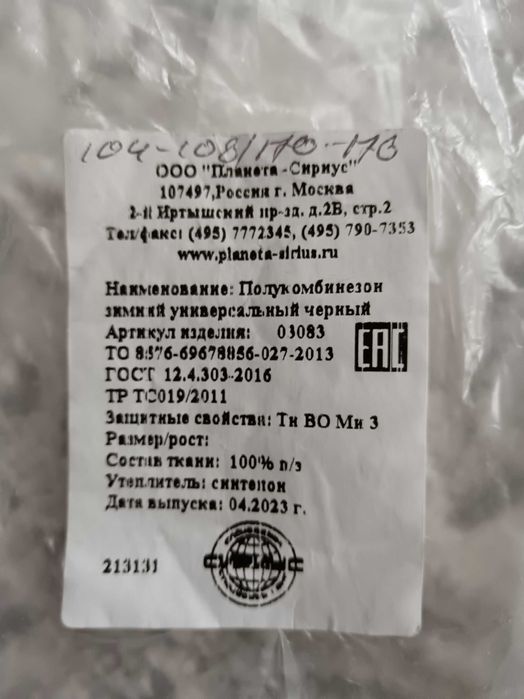 104-108/170-176
ООО "Планета-Сириус"
107497,Россия г. Москва
2-й Иртышский пр-зд. д.2В, стр.2
Тел/факс: (495) 7772345, (495) 790-7353
www.planeta-sirius.ru
Наименование: Полукомбинезон
зимний универсальный черный
Артикул изделия: 03083
ТО 8576-69678856-027-2013
ГОСТ 12.4.303-2016
ТР ТС019/2011
EAC
Защитные свойства: Тн ВО Ми З
Размер/рост:
Состав ткани: 100% п/э
Утеплитель: синтепон
Дата выпуска: 04.2023 г.
213131